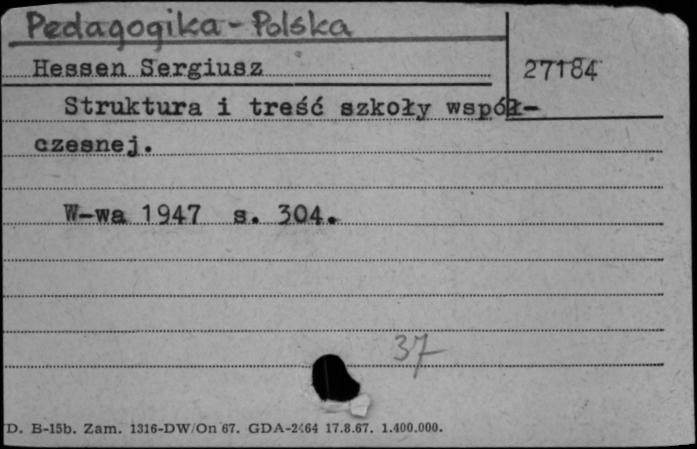 Pedagogika - Polska
Hessen Sergiusz
27184
Struktura i treść szkoły współ-
czesnej.
W-wa 1947 s. 304.
37
D. B-15b. Zam. 1316-DW/On 67. GDA-2464 17.8.67. 1.400.000.